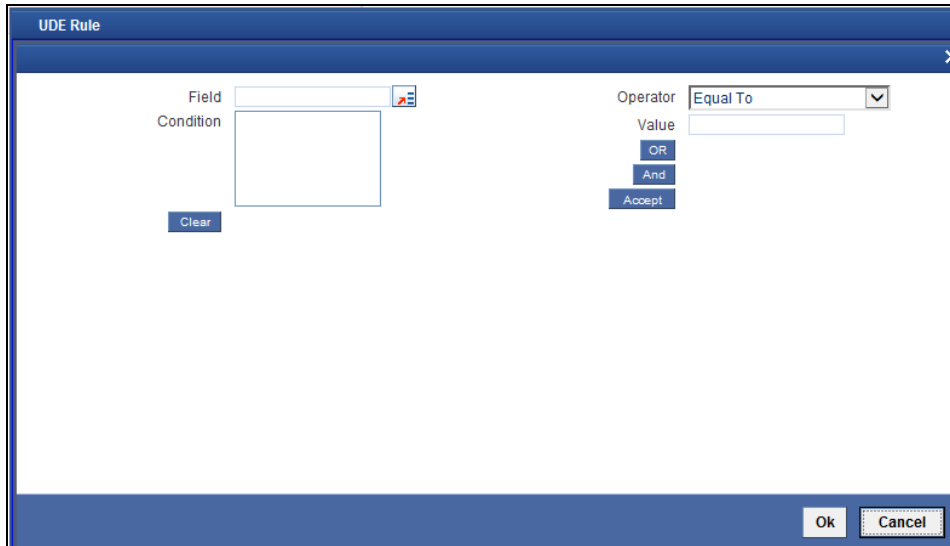 UDE Rule
Field
Operator Equal To
Condition
Value
OR
And
Accept
Clear
Ok Cancel